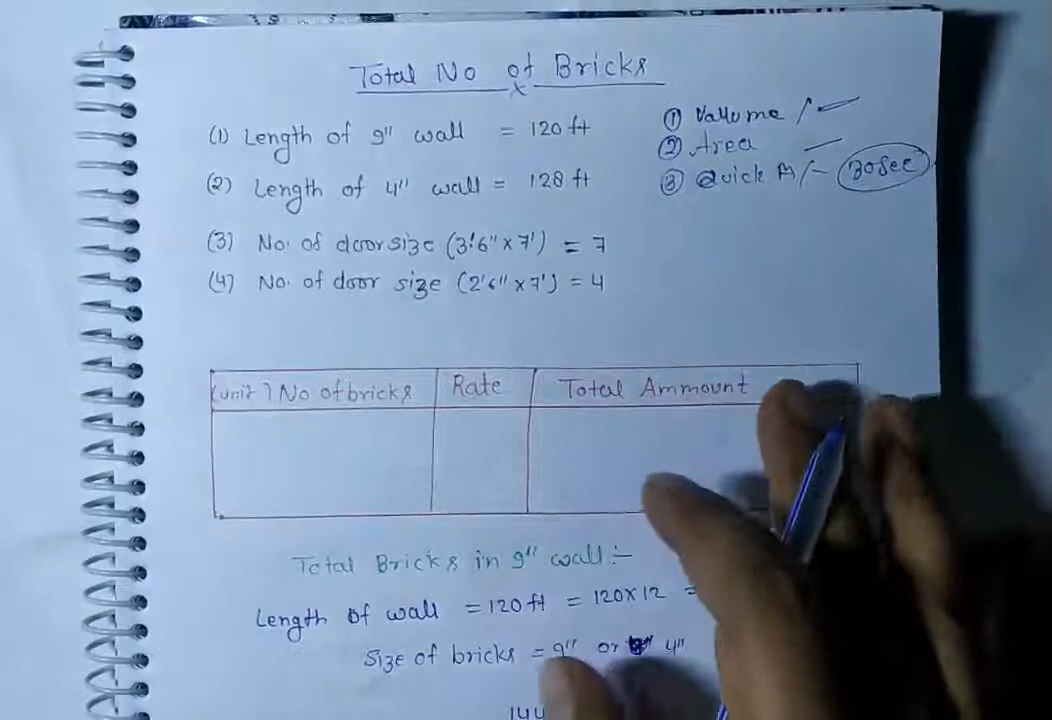 Total No of Bricks
x
(1) Length of 9" wall = 120 ft
(2) Length of 4" wall = 128 ft
(3) No. of door size (3'6" x 7') = 7
(4) No. of door size (2'6" x 7') = 4
① Vallume /
② Area
③ Quick M/- 30 Sec
(unit) No of bricks Rate Total Ammount
Total Bricks in 9" wall :-
Length of wall = 120 ft = 120 x 12 =
Size of bricks = 9" or 4"
144